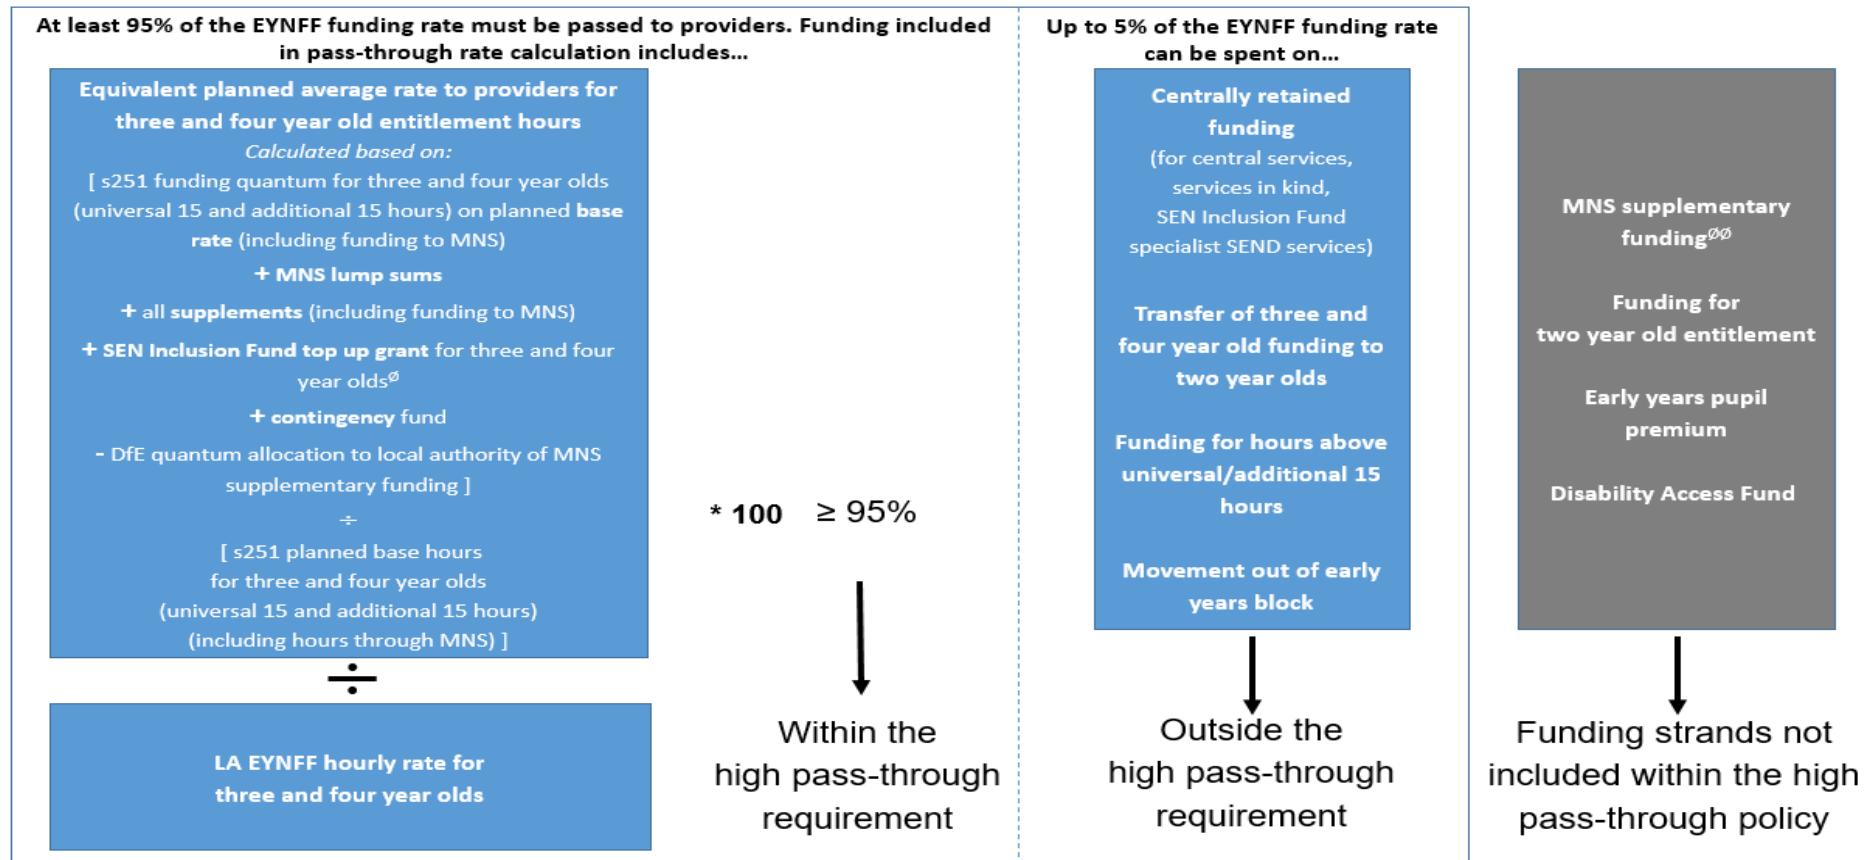 At least 95% of the EYNFF funding rate must be passed to providers. Funding included
in pass-through rate calculation includes...
Equivalent planned average rate to providers for
three and four year old entitlement hours
Calculated based on:
[ s251 funding quantum for three and four year olds
(universal 15 and additional 15 hours) on planned base
rate (including funding to MNS)
+ MNS lump sums
+ all supplements (including funding to MNS)
+ SEN Inclusion Fund top up grant for three and four
year olds^ø
+ contingency fund
- DfE quantum allocation to local authority of MNS
supplementary funding ]
÷
[ s251 planned base hours
for three and four year olds
(universal 15 and additional 15 hours)
(including hours through MNS) ]
÷
LA EYNFF hourly rate for
three and four year olds
* 100 ≥ 95%
Within the
high pass-through
requirement
Up to 5% of the EYNFF funding rate
can be spent on...
Centrally retained
funding
(for central services,
services in kind,
SEN Inclusion Fund
specialist SEND services)
Transfer of three and
four year old funding to
two year olds
Funding for hours above
universal/additional 15
hours
Movement out of early
years block
Outside the
high pass-through
requirement
MNS supplementary
funding^øø
Funding for
two year old entitlement
Early years pupil
premium
Disability Access Fund
Funding strands not
included within the high
pass-through policy